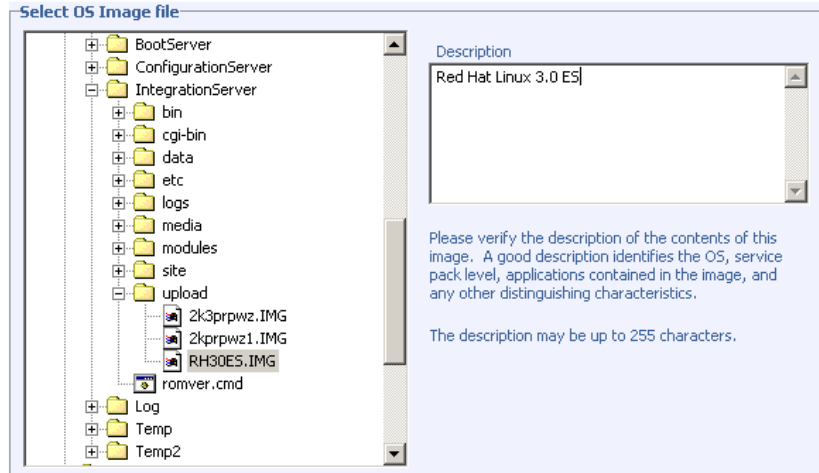 Select OS Image file
BootServer
ConfigurationServer
IntegrationServer
bin
cgi-bin
data
etc
logs
media
modules
site
upload
2k3prpwz.IMG
2kprpwz1.IMG
RH30ES.IMG
romver.cmd
Log
Temp
Temp2
Description
Red Hat Linux 3.0 ES
Please verify the description of the contents of this
image. A good description identifies the OS, service
pack level, applications contained in the image, and
any other distinguishing characteristics.
The description may be up to 255 characters.